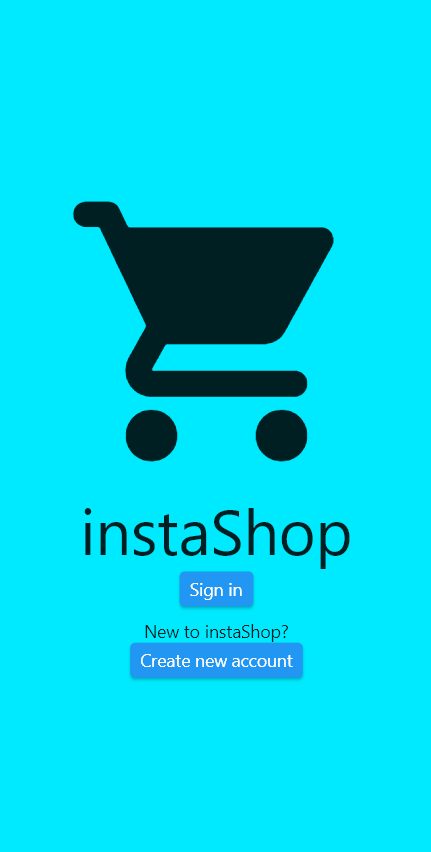 instaShop
Sign in
New to instaShop?
Create new account